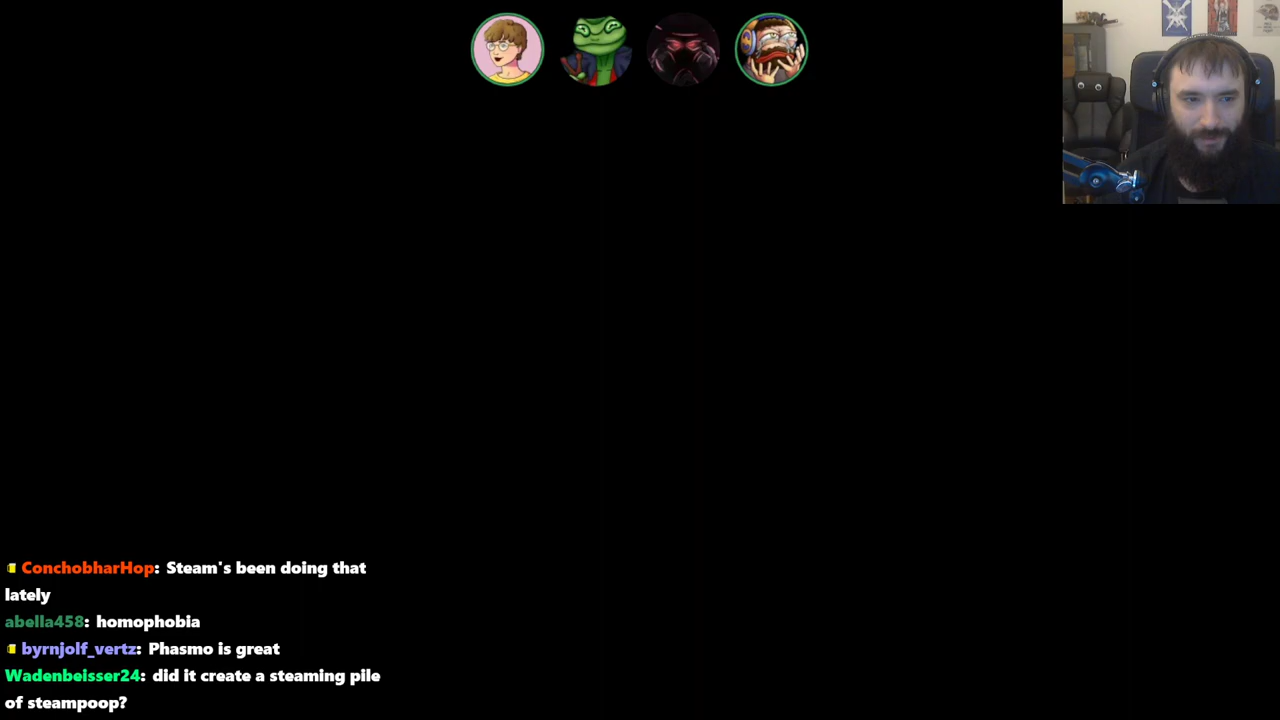 ConchobharHop: Steam's been doing that
lately
abella458: homophobia
byrnjolf_vertz: Phasmo is great
Wadenbeisser24: did it create a steaming pile
of steampoop?